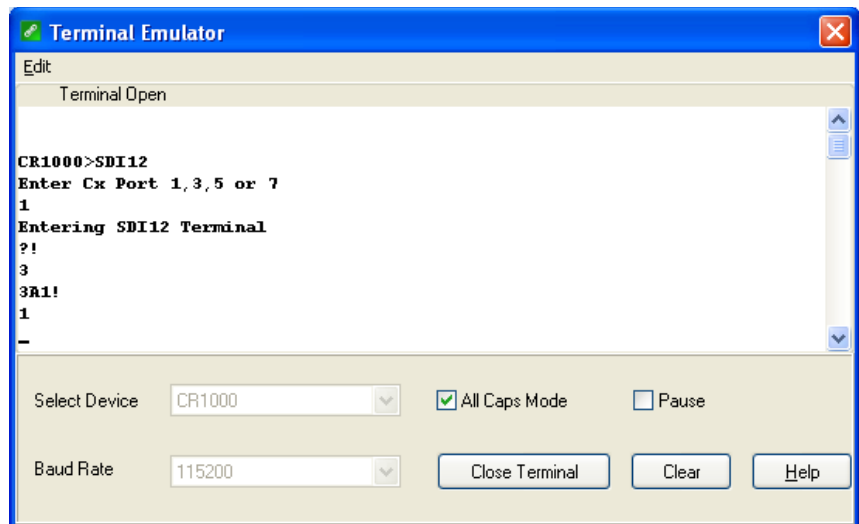 Terminal Emulator
Edit
Terminal Open
CR1000>SDI12
Enter Cx Port 1,3,5 or 7
1
Entering SDI12 Terminal
?!
3
3A1!
1
Select Device CR1000 All Caps Mode Pause
Baud Rate 115200 Close Terminal Clear Help